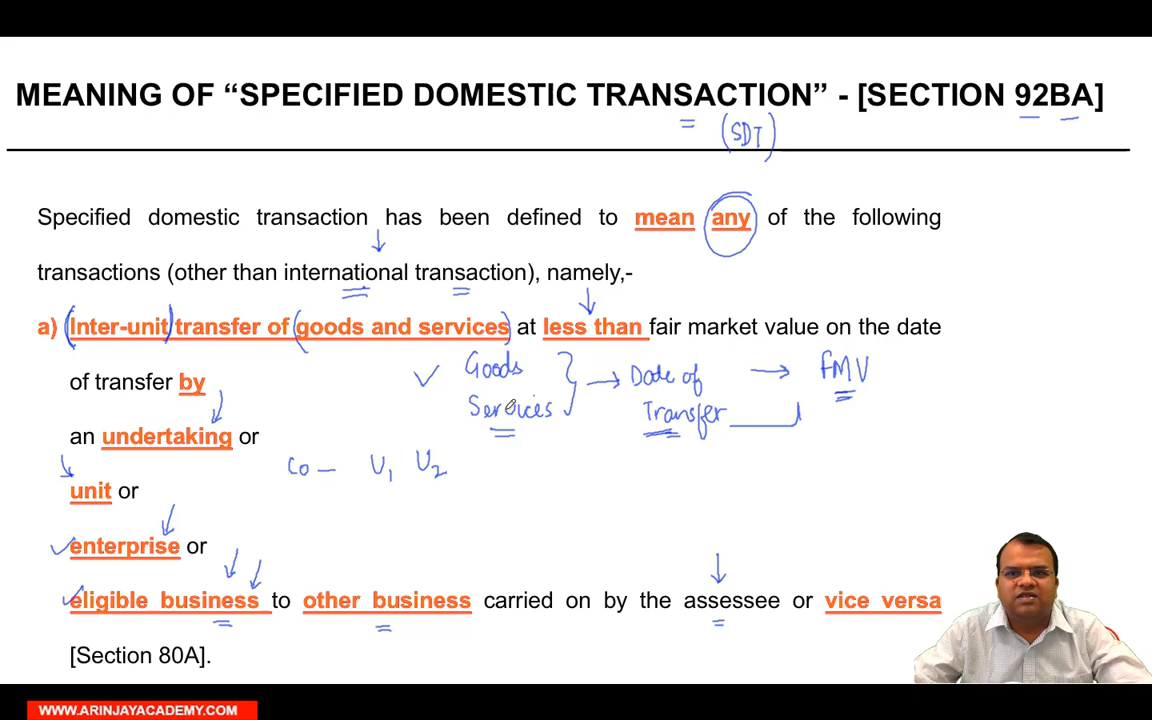 MEANING OF “SPECIFIED DOMESTIC TRANSACTION” - [SECTION 92BA]
(SDT)
Specified domestic transaction has been defined to mean any of the following
transactions (other than international transaction), namely,-
a) (Inter-unit) transfer of (goods and services) at less than fair market value on the date
Goods
Date of
FMV
of transfer by
Services
Transfer
an undertaking or
Co - U1 U2
unit or
enterprise or
eligible business to other business carried on by the assessee or vice versa
[Section 80A].
WWW.ARINJAYACADEMY.COM